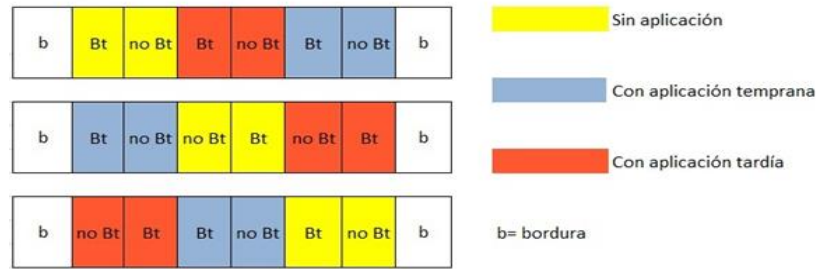 b Bt no Bt Bt no Bt Bt no Bt b
b Bt no Bt no Bt Bt no Bt Bt b
b no Bt Bt Bt no Bt Bt no Bt b
Sin aplicación
Con aplicación temprana
Con aplicación tardía
b= bordura